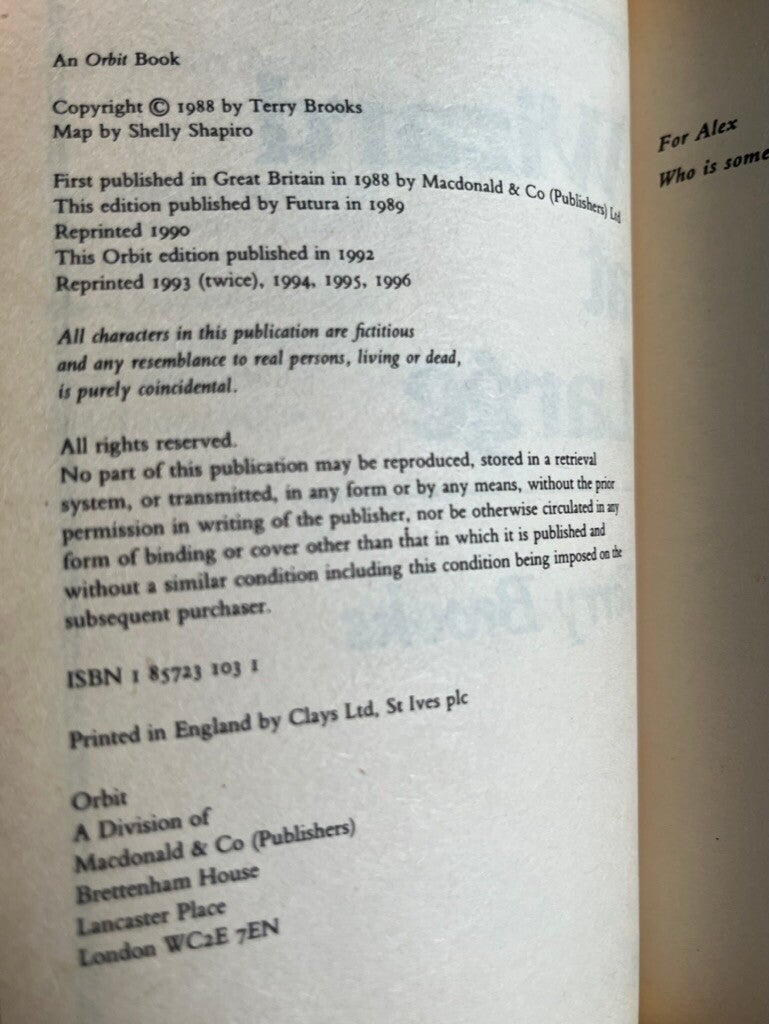 An Orbit Book
Copyright © 1988 by Terry Brooks
Map by Shelly Shapiro
First published in Great Britain in 1988 by Macdonald & Co (Publishers) Ltd
This edition published by Futura in 1989
Reprinted 1990
This Orbit edition published in 1992
Reprinted 1993 (twice), 1994, 1995, 1996
All characters in this publication are fictitious
and any resemblance to real persons, living or dead,
is purely coincidental.
All rights reserved.
No part of this publication may be reproduced, stored in a retrieval
system, or transmitted, in any form or by any means, without the prior
permission in writing of the publisher, nor be otherwise circulated in any
form of binding or cover other than that in which it is published and
without a similar condition including this condition being imposed on the
subsequent purchaser.
ISBN 1 85723 103 1
Printed in England by Clays Ltd, St Ives plc
Orbit
A Division of
Macdonald & Co (Publishers)
Brettenham House
Lancaster Place
London WC2E 7EN
For Alex
Who is some